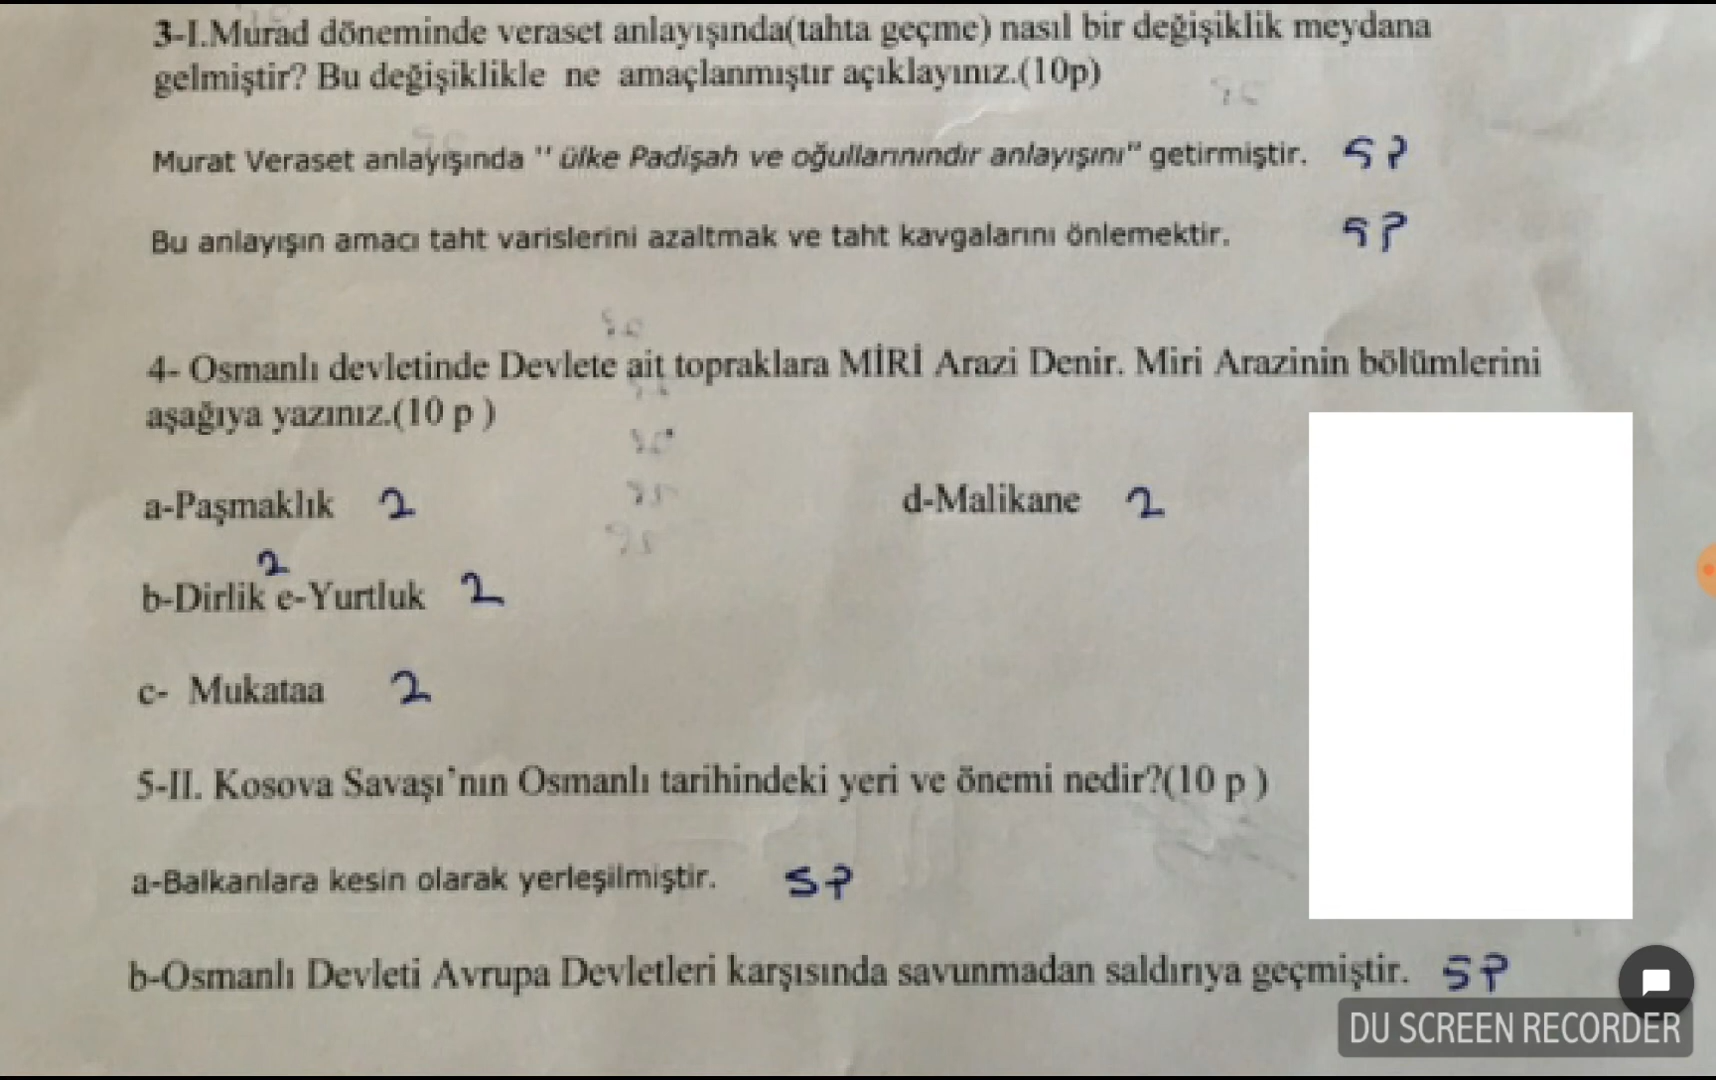 3-I.Murad döneminde veraset anlayışında(tahta geçme) nasıl bir değişiklik meydana
gelmiştir? Bu değişiklikle ne amaçlanmıştır açıklayınız.(10p)
Murat Veraset anlayışında '' ülke Padişah ve oğullarınındır anlayışını" getirmiştir. 5P
Bu anlayışın amacı taht varislerini azaltmak ve taht kavgalarını önlemektir. 5P
4- Osmanlı devletinde Devlete ait topraklara MİRİ Arazi Denir. Miri Arazinin bölümlerini
aşağıya yazınız.(10 p )
a-Paşmaklık 2 d-Malikane 2
2
b-Dirlik e-Yurtluk 2
c- Mukataa 2
5-II. Kosova Savaşı'nın Osmanlı tarihindeki yeri ve önemi nedir?(10 p )
a-Balkanlara kesin olarak yerleşilmiştir. 5P
b-Osmanlı Devleti Avrupa Devletleri karşısında savunmadan saldırıya geçmiştir. 5P
DU SCREEN RECORDER